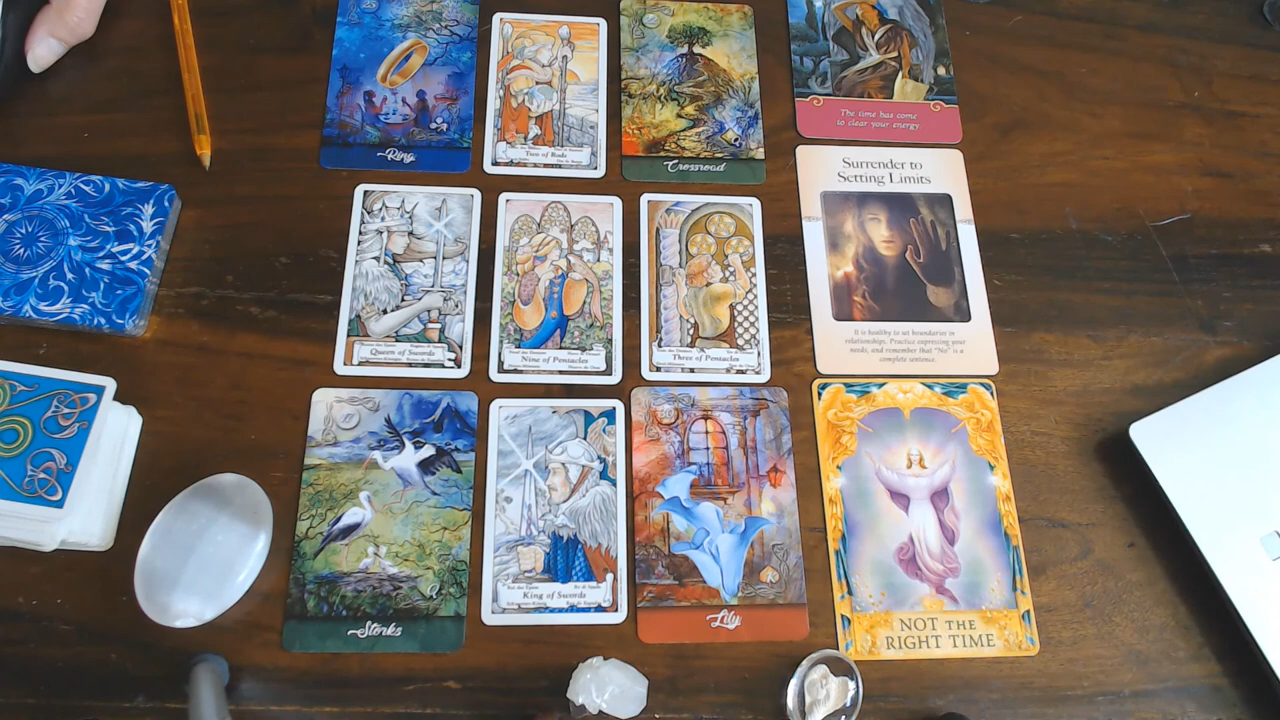 Ring
Two of Rods
Crossroad
The time has come
to clear your energy
Queen of Swords
Nine of Pentacles
Three of Pentacles
Surrender to
Setting Limits
It is healthy to set boundaries in
relationships. Practice expressing your
needs, and remember that "No" is a
complete sentence.
Storks
King of Swords
Lily
NOT THE
RIGHT TIME